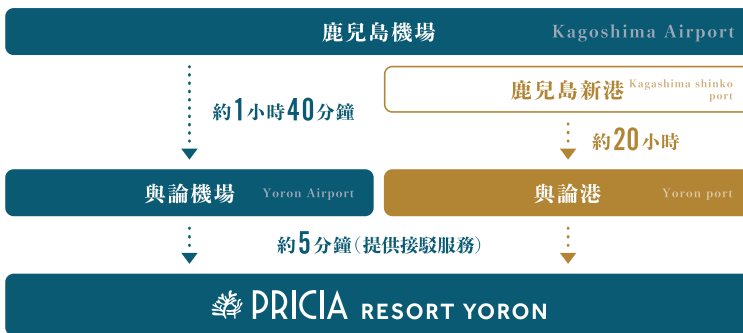 鹿兒島機場 Kagoshima Airport
鹿兒島新港 Kagashima shinko
port
約1小時40分鐘
約20小時
與論機場 Yoron Airport
與論港 Yoron port
約5分鐘(提供接駁服務)
PRICIA RESORT YORON